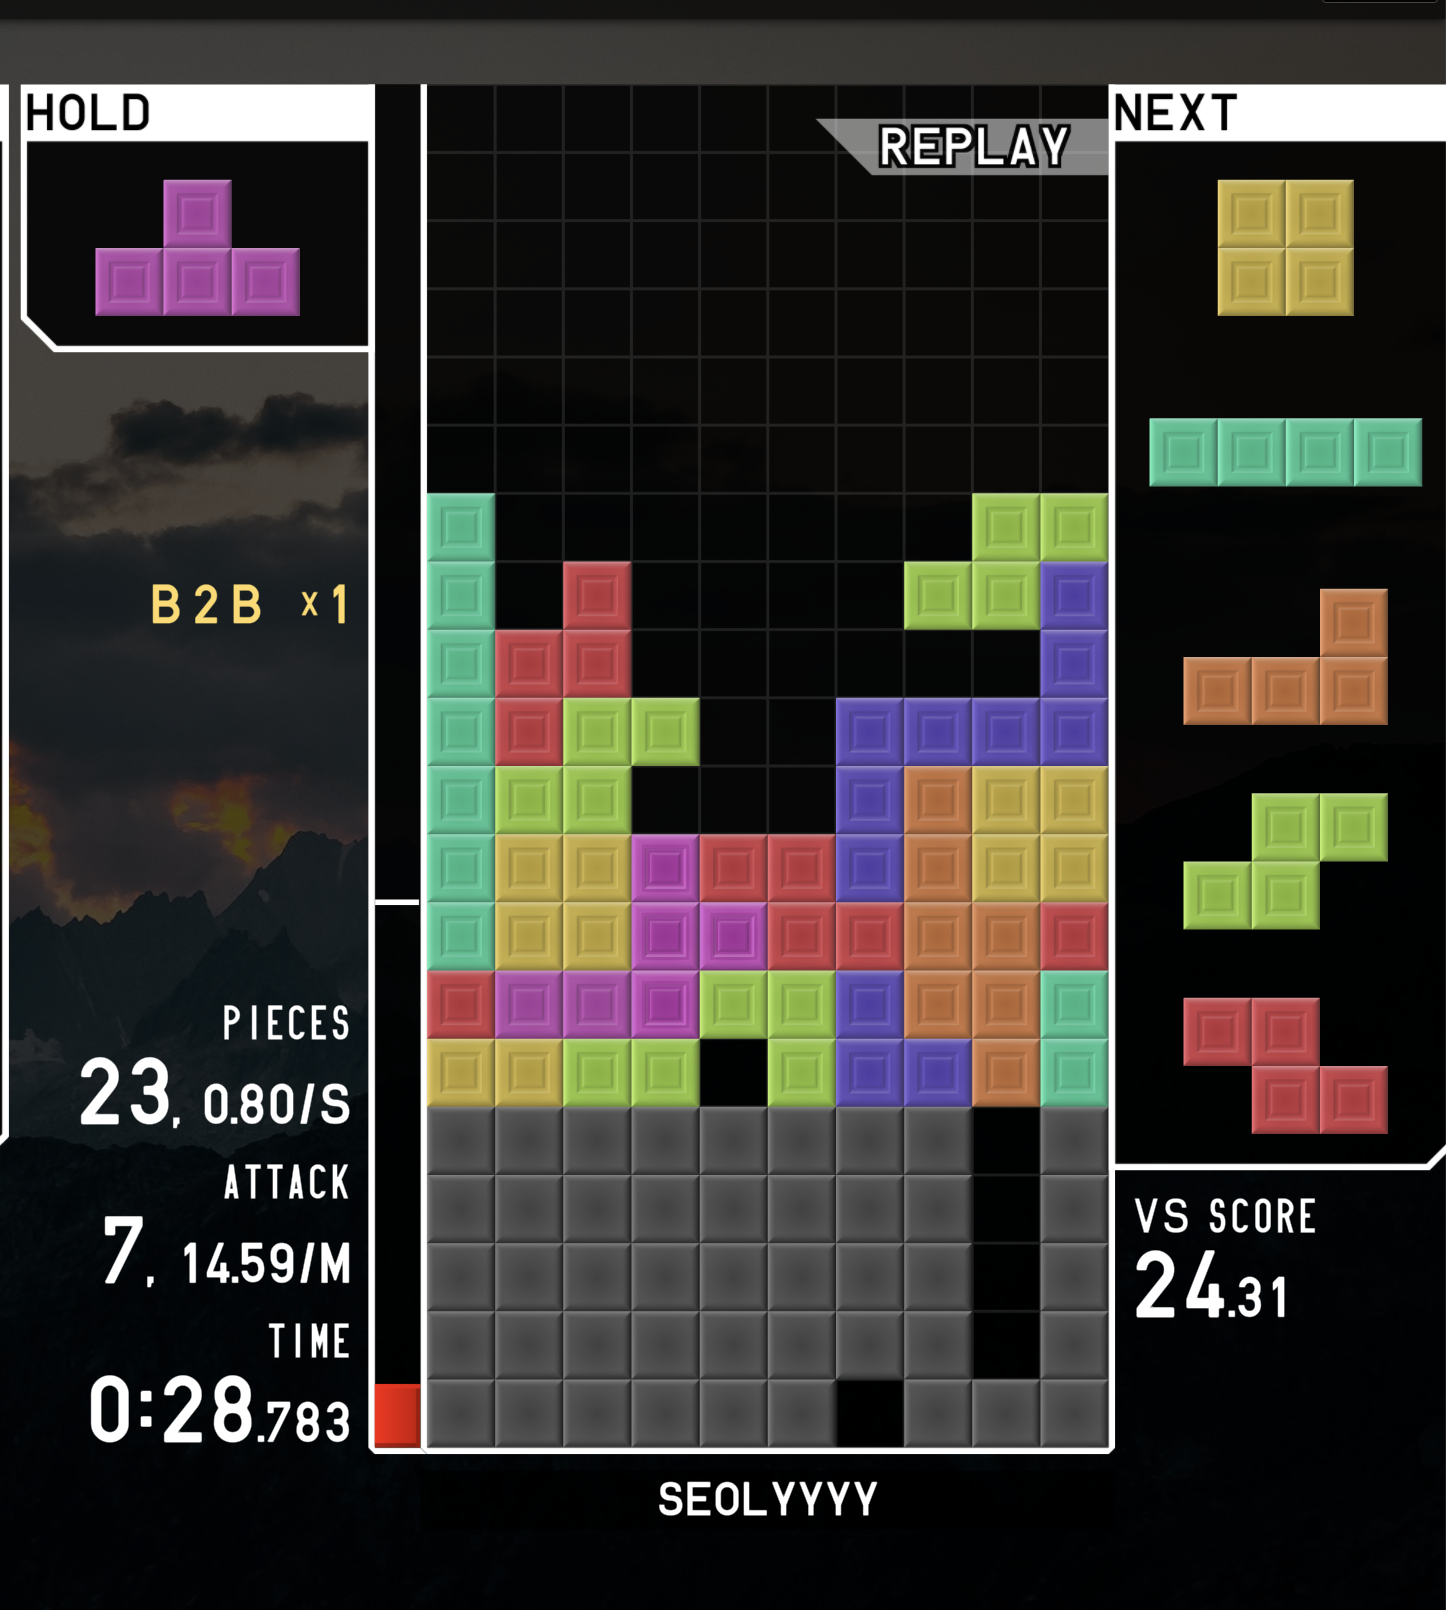 HOLD
REPLAY
NEXT
B2B x1
PIECES
23, 0.80/S
ATTACK
7, 14.59/M
TIME
0:28.783
VS SCORE
24.31
SEOLYYYY